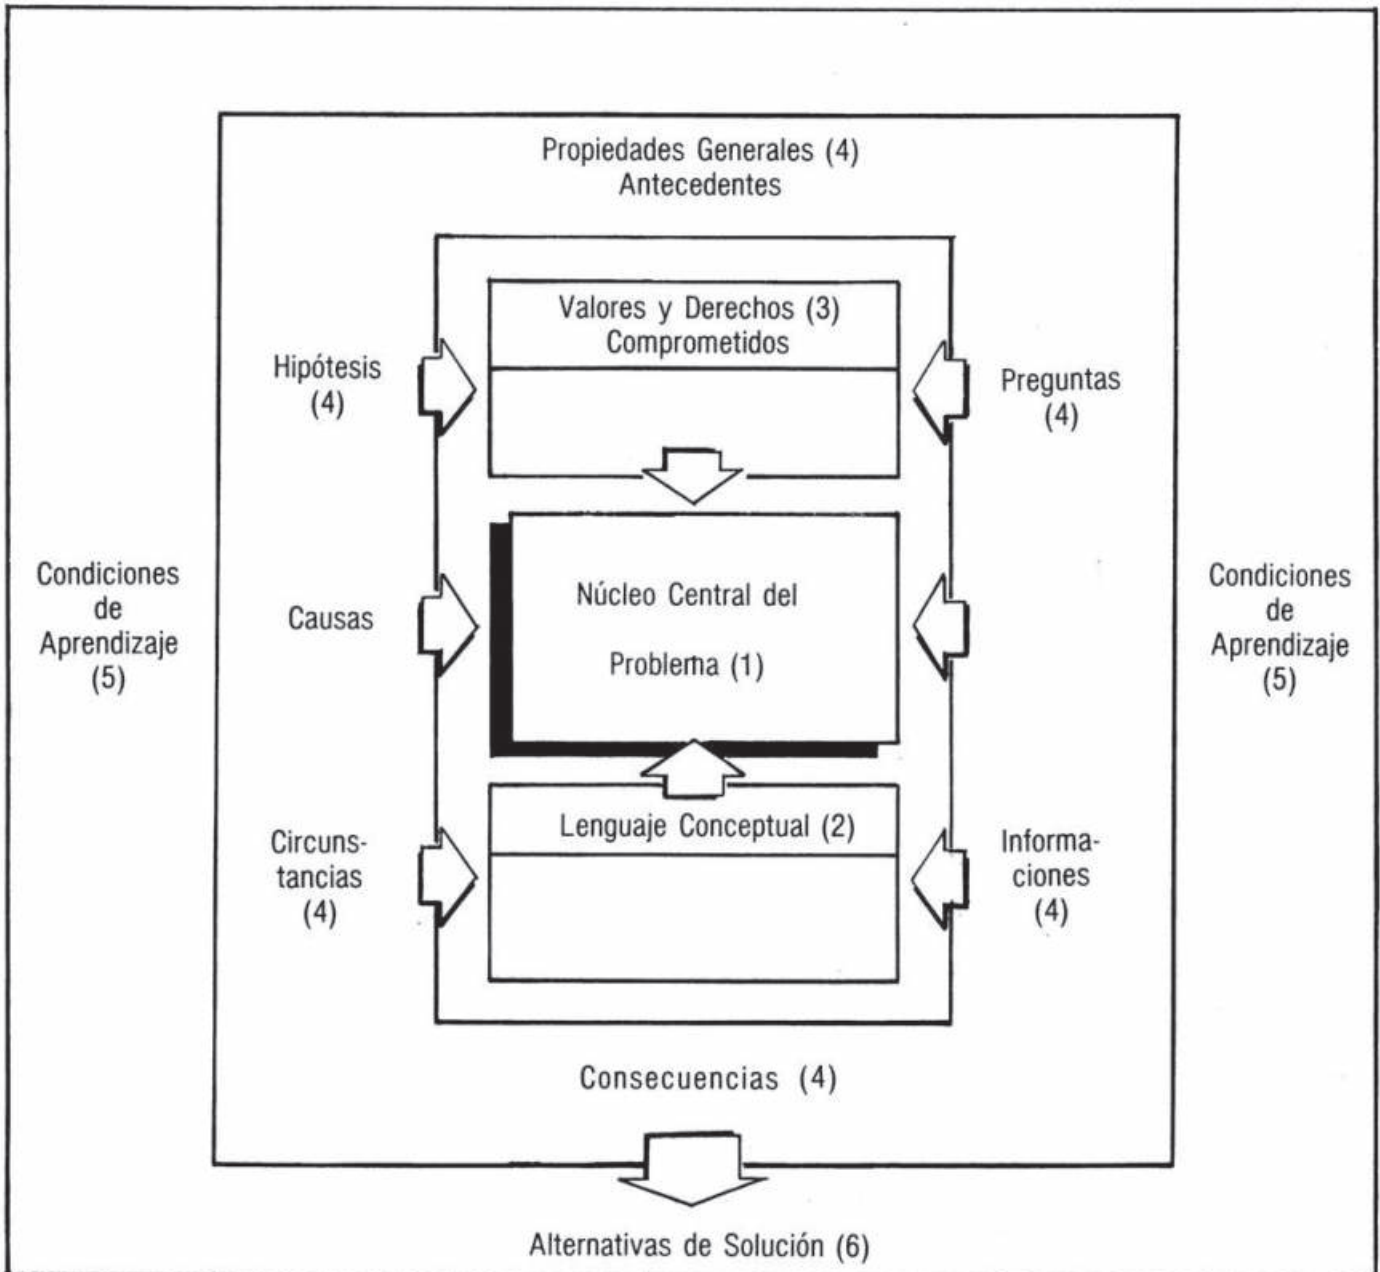 Propiedades Generales (4)
Antecedentes
Valores y Derechos (3)
Comprometidos
Hipótesis
(4)
Preguntas
(4)
Condiciones
de
Aprendizaje
(5)
Causas
Núcleo Central del
Problema (1)
Condiciones
de
Aprendizaje
(5)
Circuns-
tancias
(4)
Lenguaje Conceptual (2)
Informa-
ciones
(4)
Consecuencias (4)
Alternativas de Solución (6)